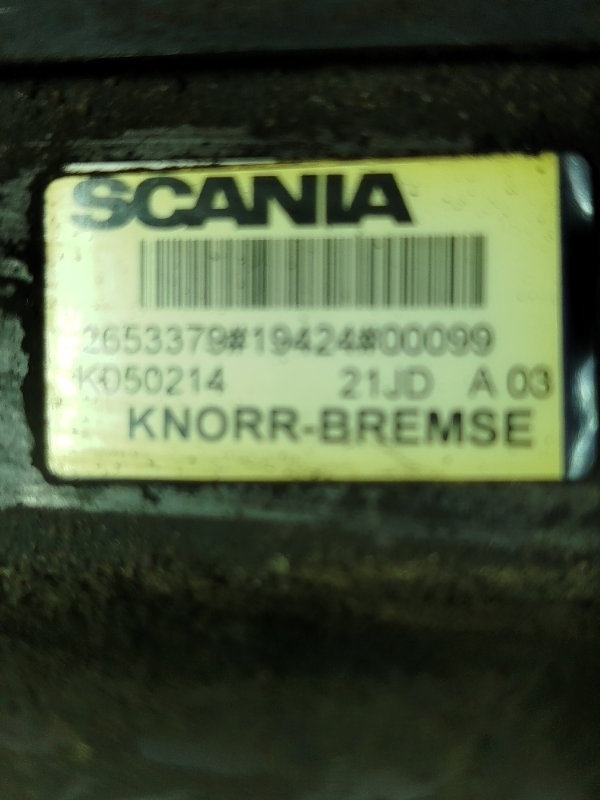 SCANIA
2653379#19424#00099
K050214 21JD A 03
KNORR-BREMSE